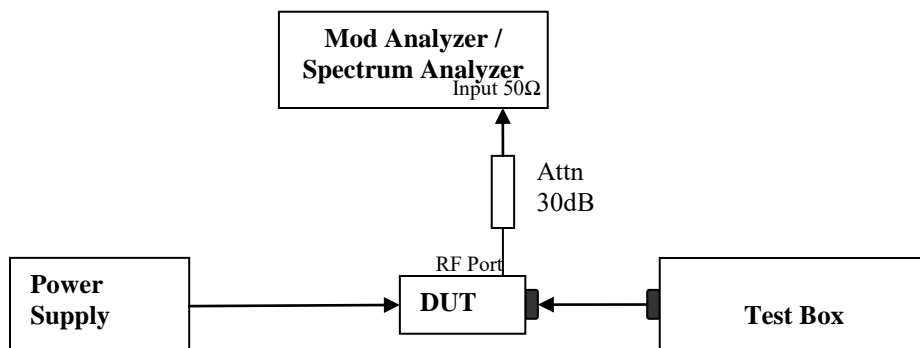 Mod Analyzer /
Spectrum Analyzer
Input 50Ω
Attn
30dB
RF Port
Power
Supply
DUT
Test Box